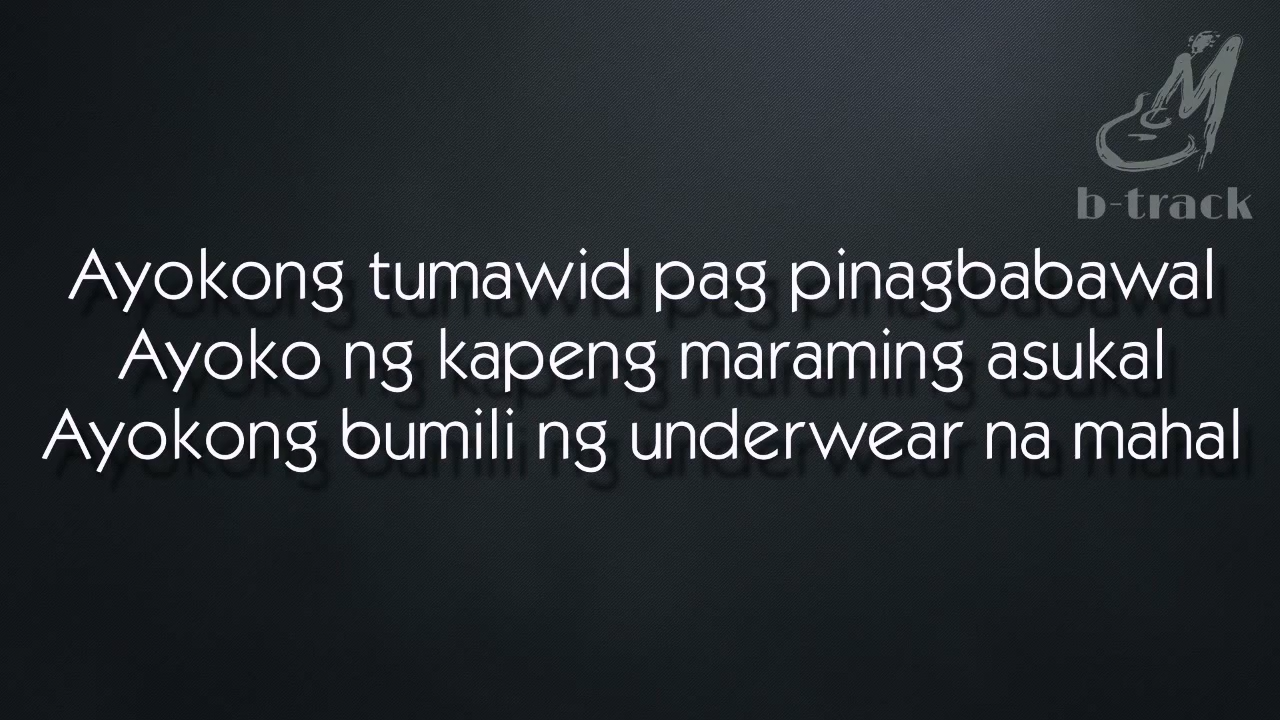 b-track
Ayokong tumawid pag pinagbabawal
Ayoko ng kapeng maraming asukal
Ayokong bumili ng underwear na mahal